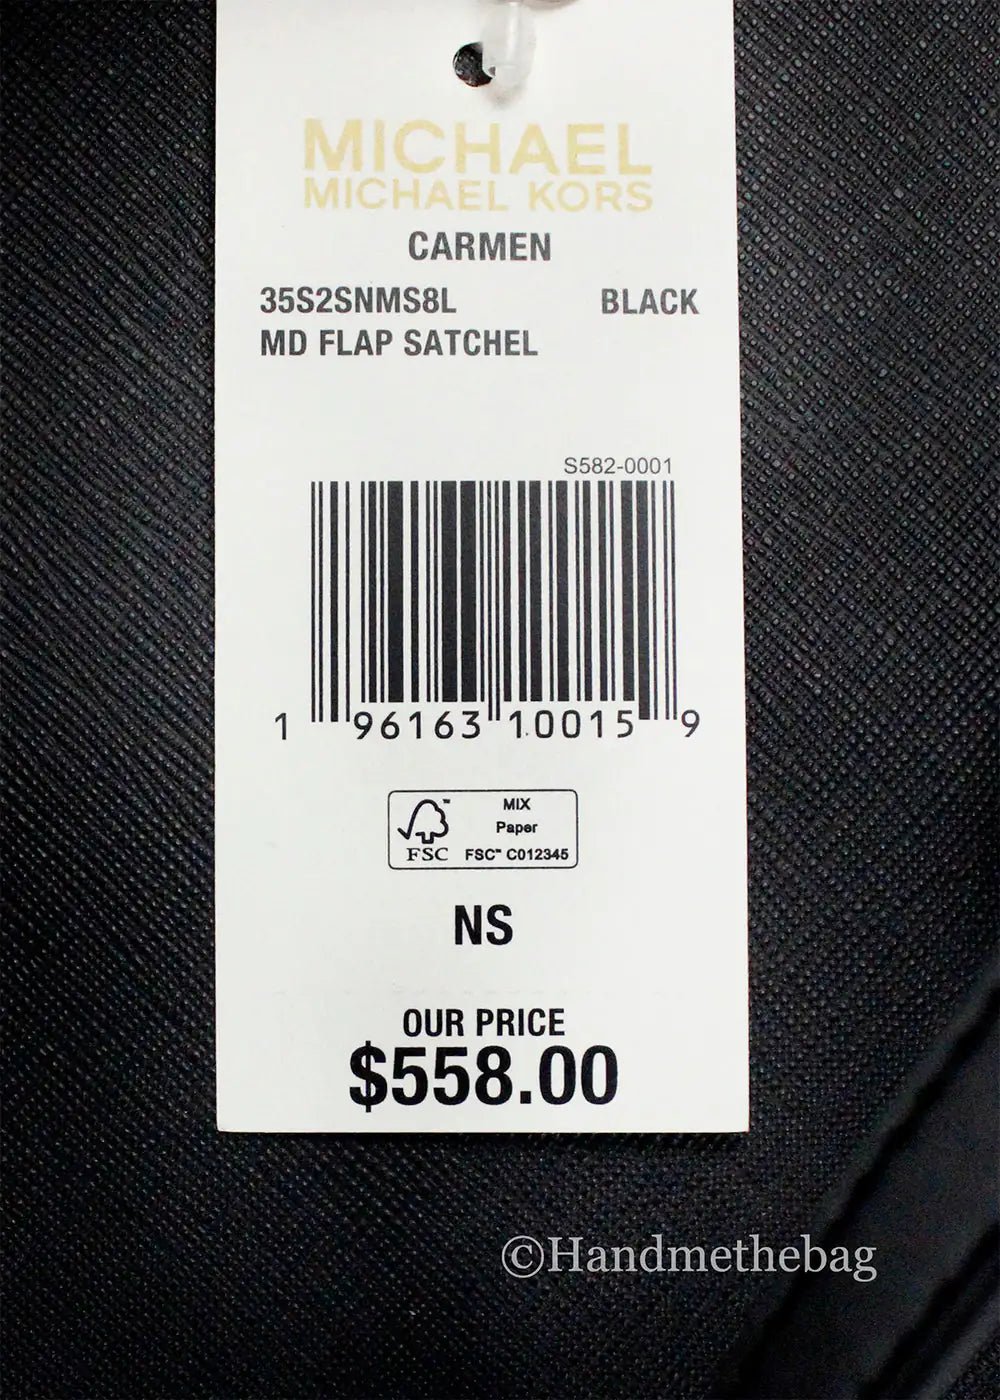 MICHAEL
MICHAEL KORS
CARMEN
35S2SNMS8L BLACK
MD FLAP SATCHEL
S582-0001
1 96163 10015 9
FSC
MIX
Paper
FSC™ C012345
NS
OUR PRICE
$558.00
©Handmethebag